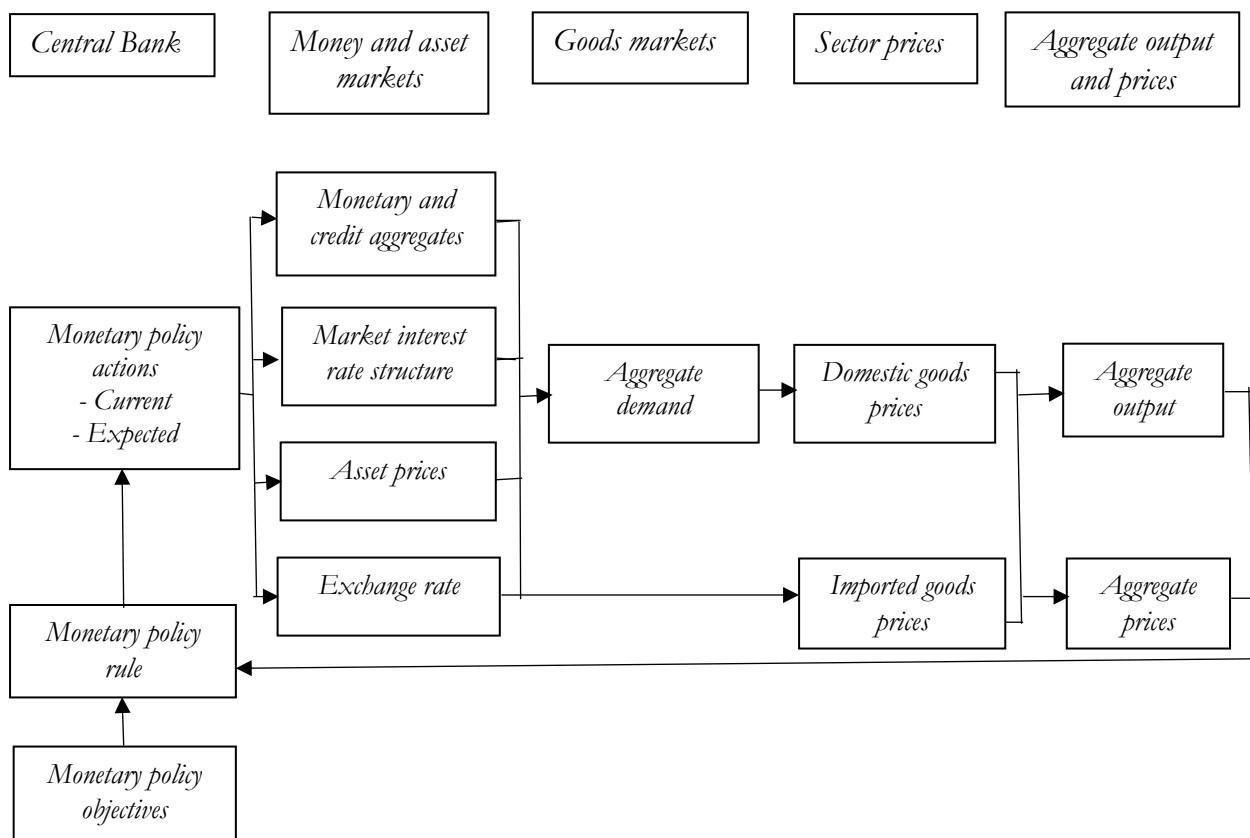 Central Bank
Money and asset
markets
Goods markets
Sector prices
Aggregate output
and prices
Monetary and
credit aggregates
Monetary policy
actions
- Current
- Expected
Market interest
rate structure
Aggregate
demand
Domestic goods
prices
Aggregate
output
Asset prices
Exchange rate
Imported goods
prices
Aggregate
prices
Monetary policy
rule
Monetary policy
objectives